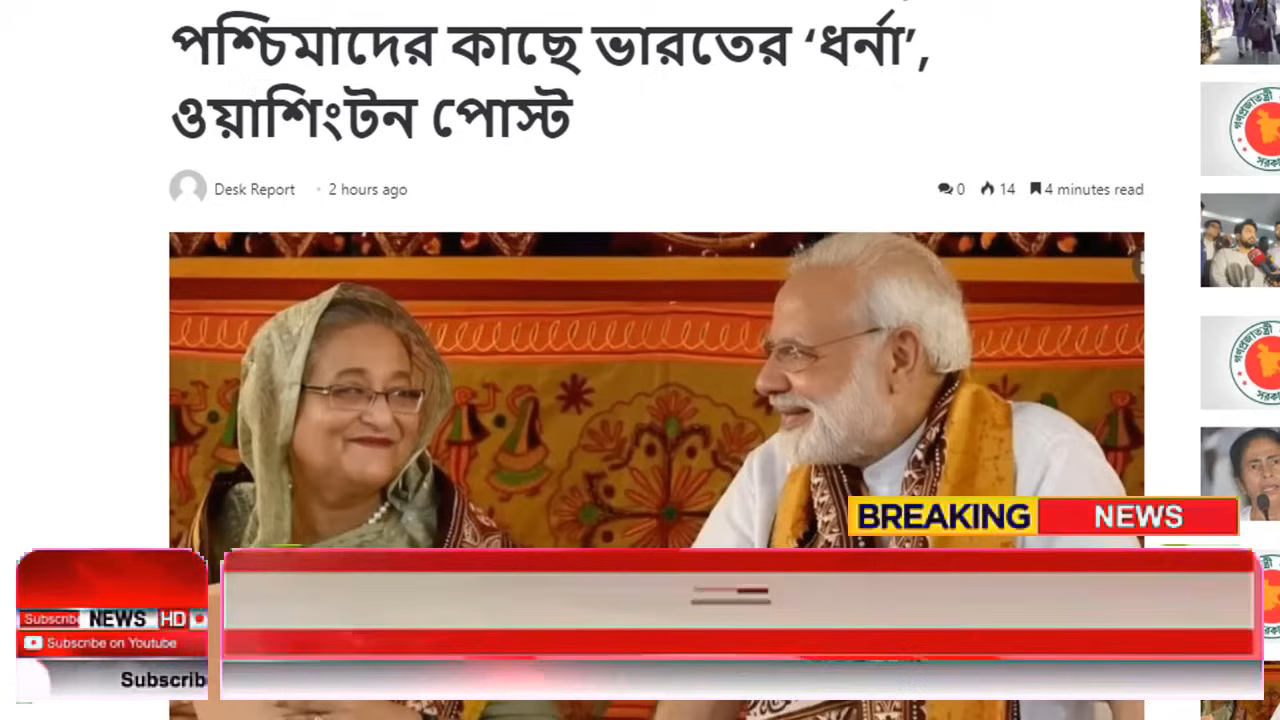 পশ্চিমাদের কাছে ভারতের ‘ধর্না’,
ওয়াশিংটন পোস্ট
Desk Report
2 hours ago
0
14
4 minutes read
BREAKING NEWS
Subscribe NEWS HD
Subscribe on Youtube
Subscrib